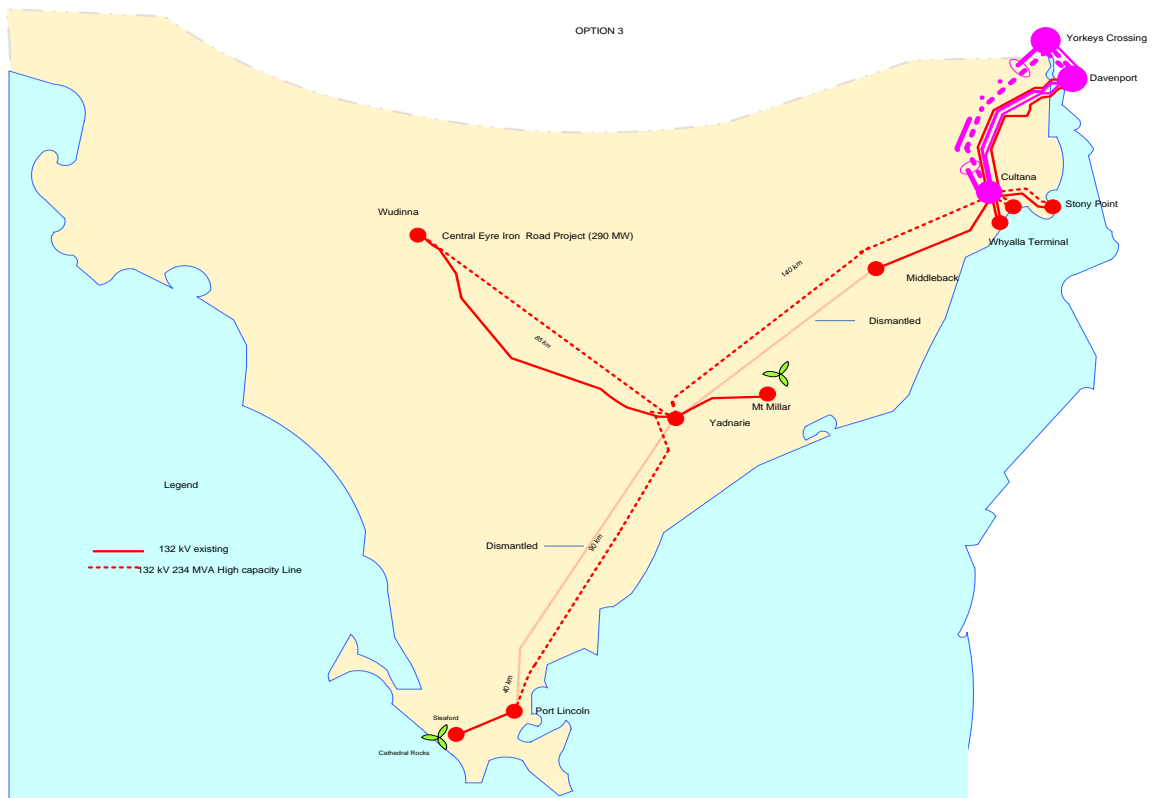 OPTION 3
Yorkeys Crossing
Davenport
Cultana
Stony Point
Wudinna
Central Eyre Iron  Road Project (290 MW)
Whyalla Terminal
140 km
Middleback
Dismantled
85 km
Mt Millar
Yadnarie
Legend
132 kV existing
132 kV 234 MVA High capacity Line
Dismantled
90 km
40 km
Port Lincoln
Sleaford
Cathedral Rocks